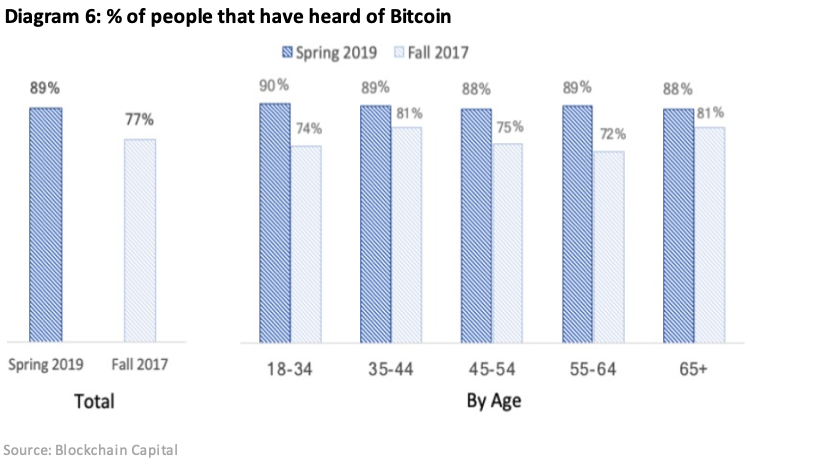 Diagram 6: % of people that have heard of Bitcoin
Spring 2019 Fall 2017
89%
77%
90%
74%
89%
81%
88%
75%
89%
72%
88%
81%
Spring 2019 Fall 2017
18-34 35-44 45-54 55-64 65+
Total
By Age
Source: Blockchain Capital